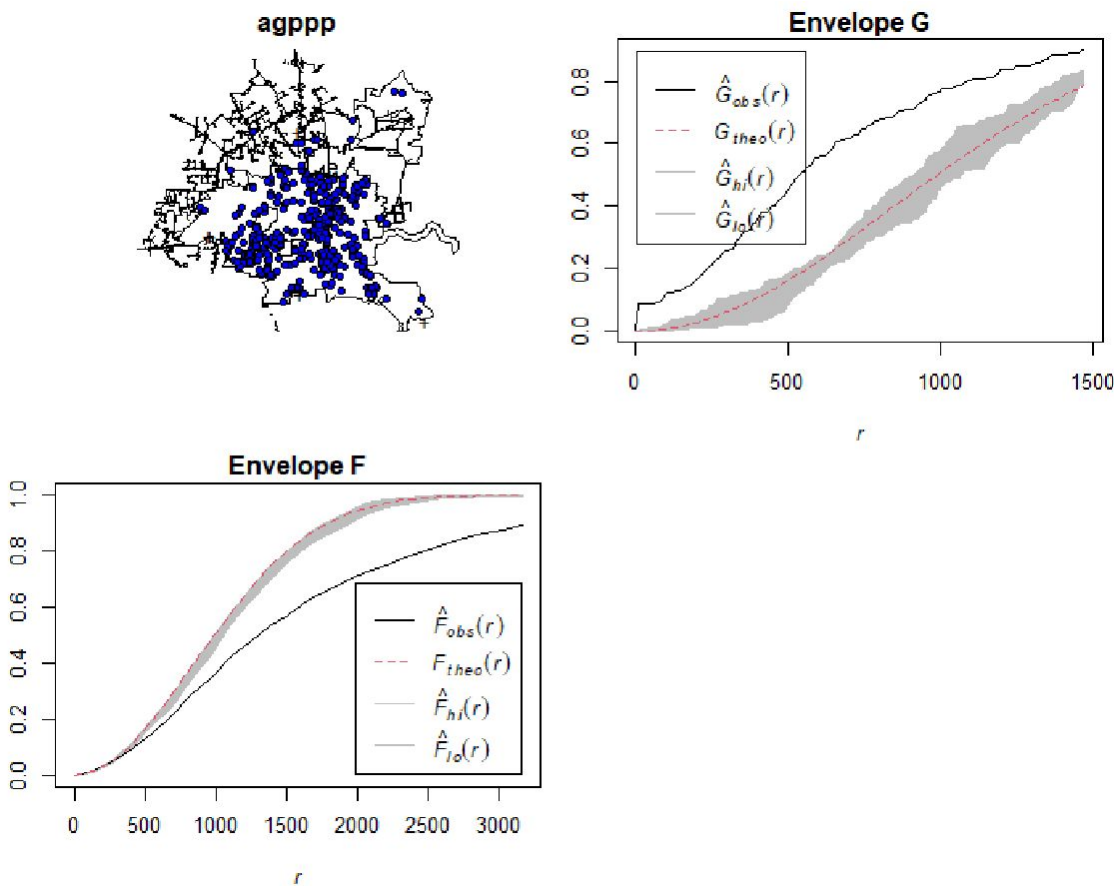 agppp
Envelope G
Ĝobs(r)
Gtheo(r)
Ĝhi(r)
Ĝlo(r)
0.0 0.2 0.4 0.6 0.8
0 500 1000 1500
r
Envelope F
F̂obs(r)
Ftheo(r)
F̂hi(r)
F̂lo(r)
0.0 0.2 0.4 0.6 0.8 1.0
0 500 1000 1500 2000 2500 3000
r